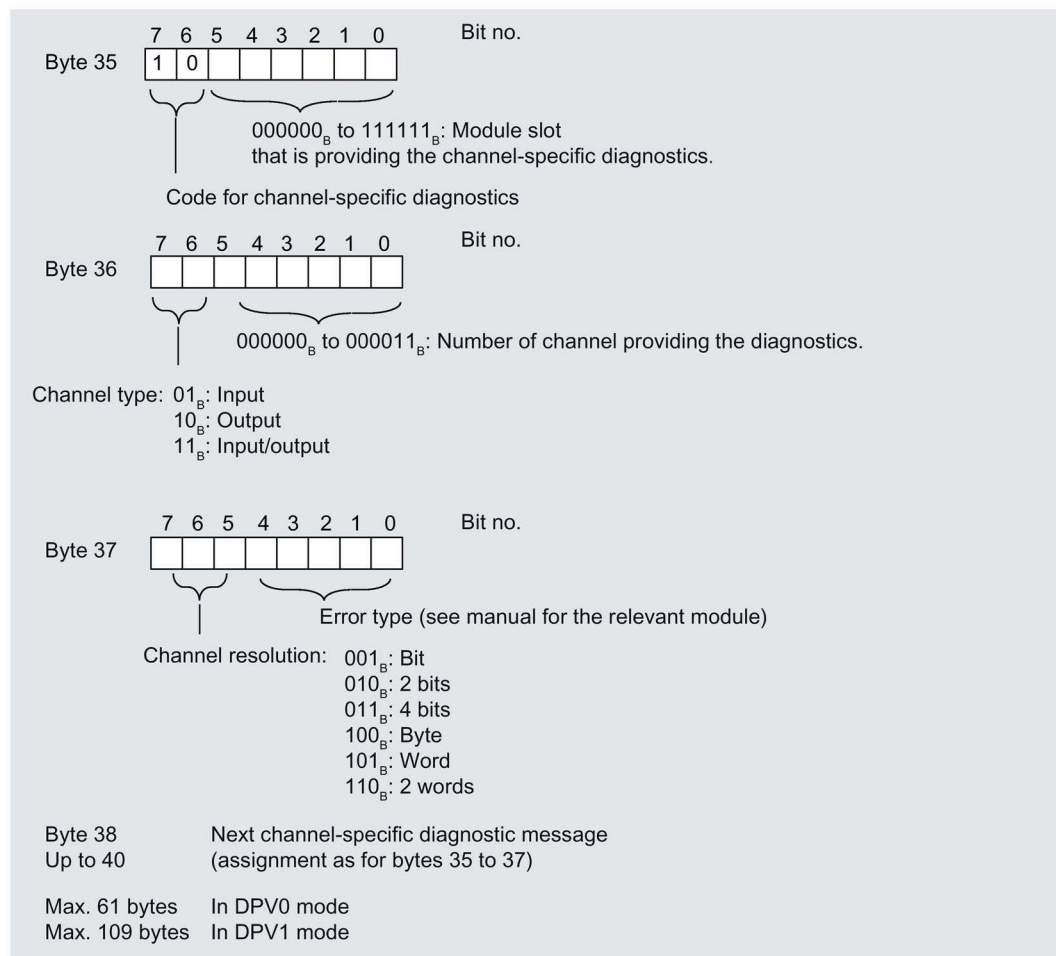 7 6 5 4 3 2 1 0 Bit no.
Byte 35 1 0
000000B to 111111B: Module slot
that is providing the channel-specific diagnostics.
Code for channel-specific diagnostics
7 6 5 4 3 2 1 0 Bit no.
Byte 36
000000B to 000011B: Number of channel providing the diagnostics.
Channel type: 01B: Input
10B: Output
11B: Input/output
7 6 5 4 3 2 1 0 Bit no.
Byte 37
Error type (see manual for the relevant module)
Channel resolution: 001B: Bit
010B: 2 bits
011B: 4 bits
100B: Byte
101B: Word
110B: 2 words
Byte 38 Next channel-specific diagnostic message
Up to 40 (assignment as for bytes 35 to 37)
Max. 61 bytes In DPV0 mode
Max. 109 bytes In DPV1 mode